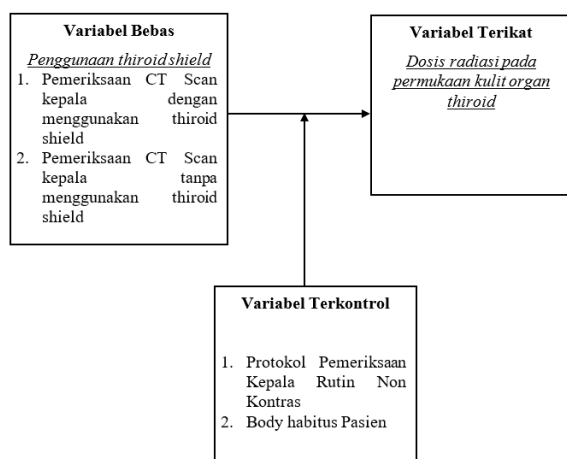 Variabel Bebas
Penggunaan thiroid shield
1. Pemeriksaan CT Scan
kepala dengan
menggunakan thiroid
shield
2. Pemeriksaan CT Scan
kepala tanpa
menggunakan thiroid
shield
Variabel Terikat
Dosis radiasi pada
permukaan kulit organ
thiroid
Variabel Terkontrol
1. Protokol Pemeriksaan
Kepala Rutin Non
Kontras
2. Body habitus Pasien